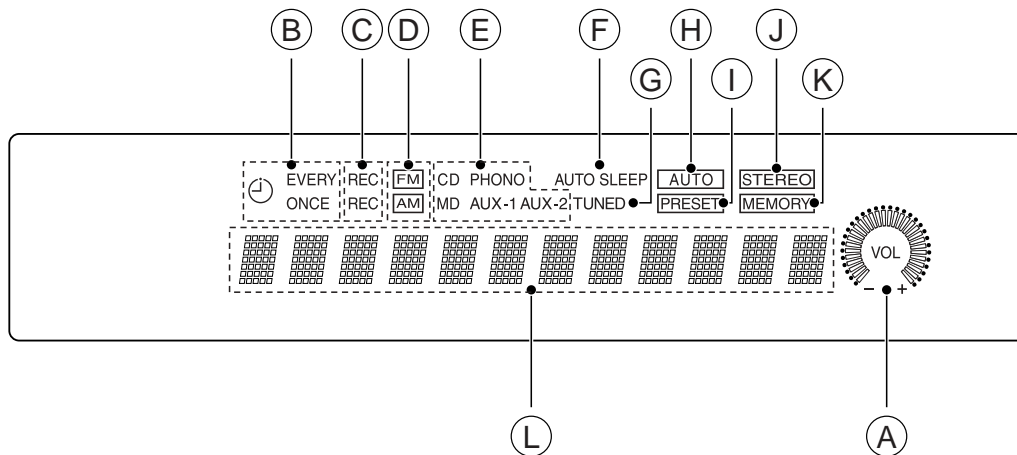 B C D E F H J
G I K
EVERY REC FM CD PHONO AUTO SLEEP AUTO STEREO
ONCE REC AM MD AUX-1 AUX-2 TUNED PRESET MEMORY
VOL
− +
L A